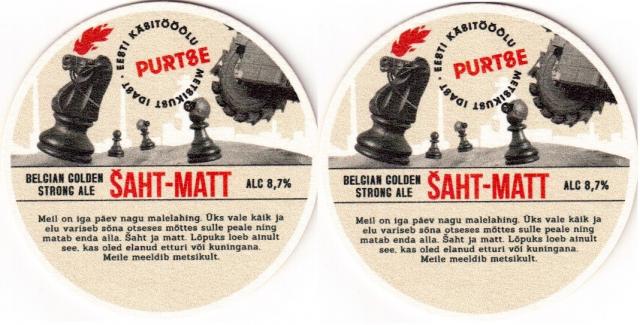 EESTI KÄSITÖÖÕLU METSIKUST IDAST
PURTSE
BELGIAN GOLDEN
STRONG ALE
ŠAHT-MATT
ALC 8,7%
Meil on iga päev nagu malelahing. Üks vale käik ja
elu variseb sõna otseses mõttes sulle peale ning
matab enda alla. Šaht ja matt. Lõpuks loeb ainult
see, kas oled elanud etturi või kuningana.
Meile meeldib metsikult.
EESTI KÄSITÖÖÕLU METSIKUST IDAST
PURTSE
BELGIAN GOLDEN
STRONG ALE
ŠAHT-MATT
ALC 8,7%
Meil on iga päev nagu malelahing. Üks vale käik ja
elu variseb sõna otseses mõttes sulle peale ning
matab enda alla. Šaht ja matt. Lõpuks loeb ainult
see, kas oled elanud etturi või kuningana.
Meile meeldib metsikult.